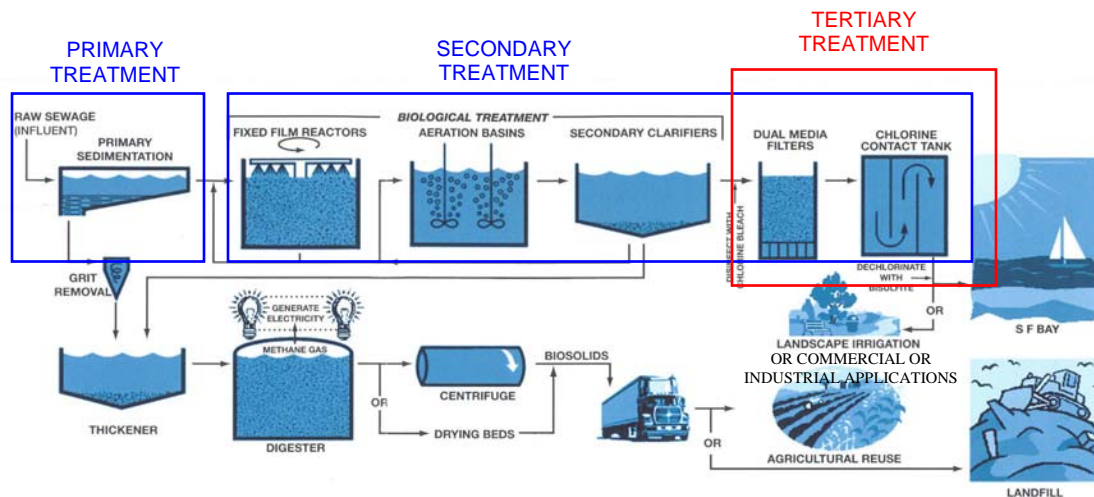 PRIMARY
TREATMENT
SECONDARY
TREATMENT
TERTIARY
TREATMENT
RAW SEWAGE
(INFLUENT)
PRIMARY
SEDIMENTATION
BIOLOGICAL TREATMENT
FIXED FILM REACTORS
AERATION BASINS
SECONDARY CLARIFIERS
DUAL MEDIA
FILTERS
CHLORINE
CONTACT TANK
DISINFECT WITH
CHLORINE BLEACH
GRIT
REMOVAL
DECHLORINATE
WITH
BISULFITE
OR
S F BAY
GENERATE
ELECTRICITY
METHANE GAS
LANDSCAPE IRRIGATION
OR COMMERCIAL OR
INDUSTRIAL APPLICATIONS
THICKENER
DIGESTER
OR
CENTRIFUGE
DRYING BEDS
BIOSOLIDS
OR
AGRICULTURAL REUSE
LANDFILL